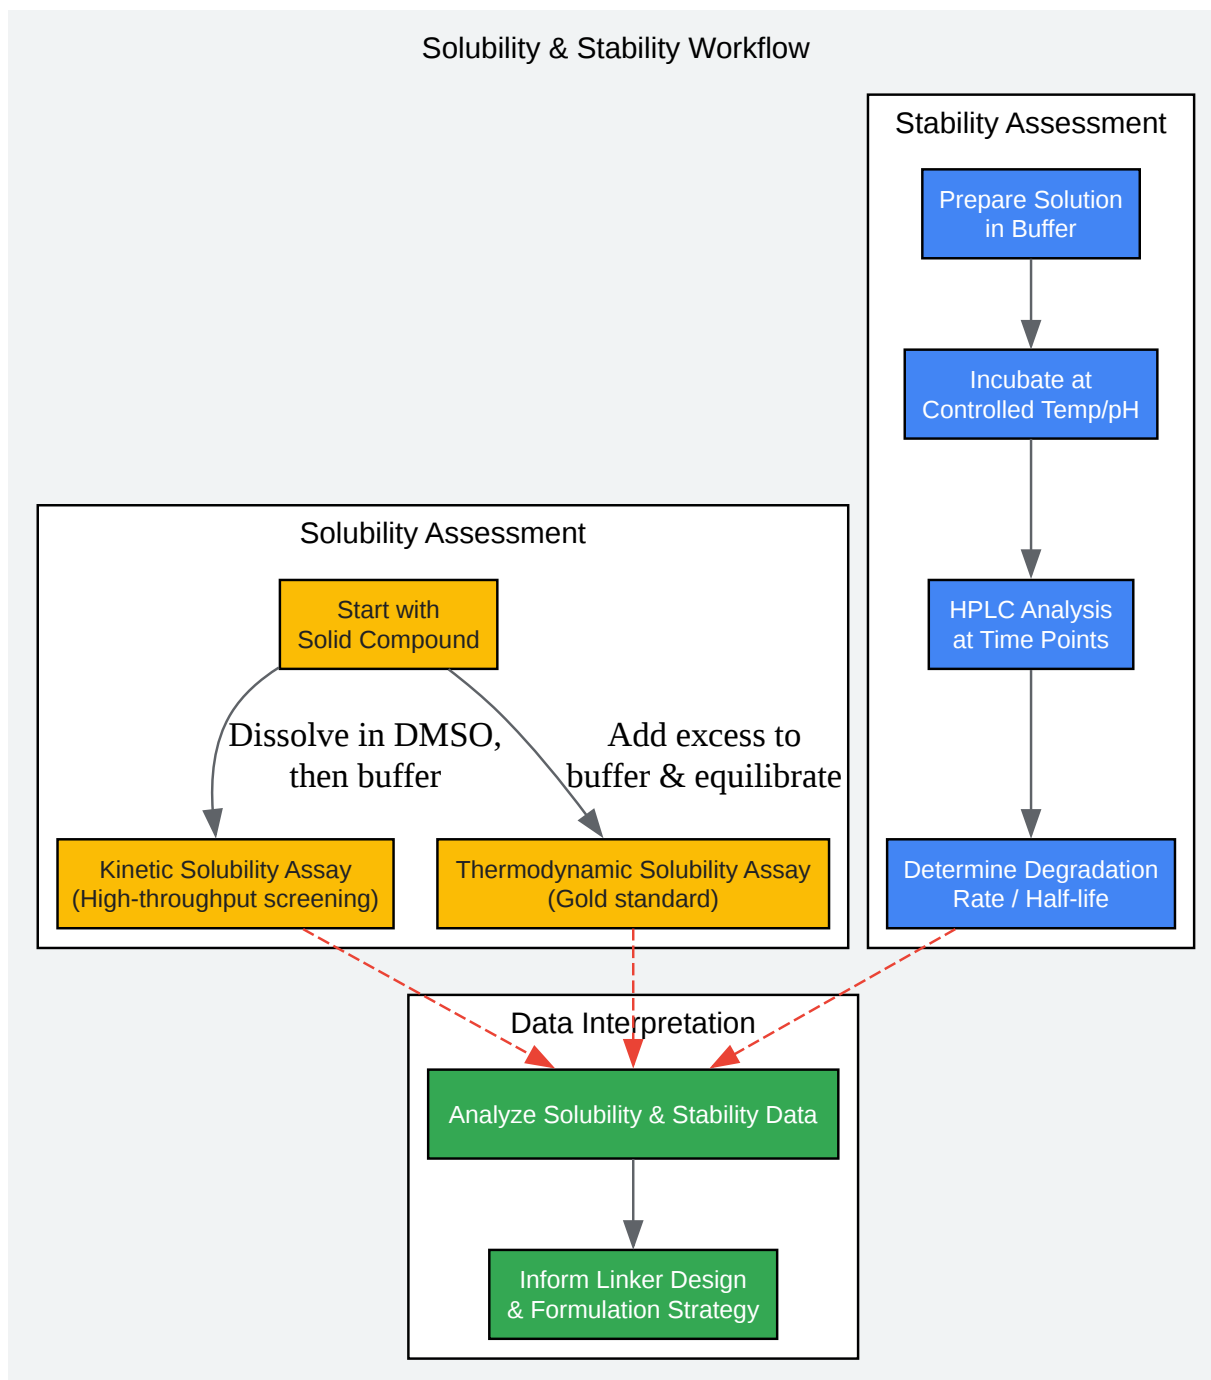 Solubility & Stability Workflow
Stability Assessment
Prepare Solution
in Buffer
Incubate at
Controlled Temp/pH
HPLC Analysis
at Time Points
Determine Degradation
Rate / Half-life
Solubility Assessment
Start with
Solid Compound
Dissolve in DMSO,
then buffer
Add excess to
buffer & equilibrate
Kinetic Solubility Assay
(High-throughput screening)
Thermodynamic Solubility Assay
(Gold standard)
Data Interpretation
Analyze Solubility & Stability Data
Inform Linker Design
& Formulation Strategy